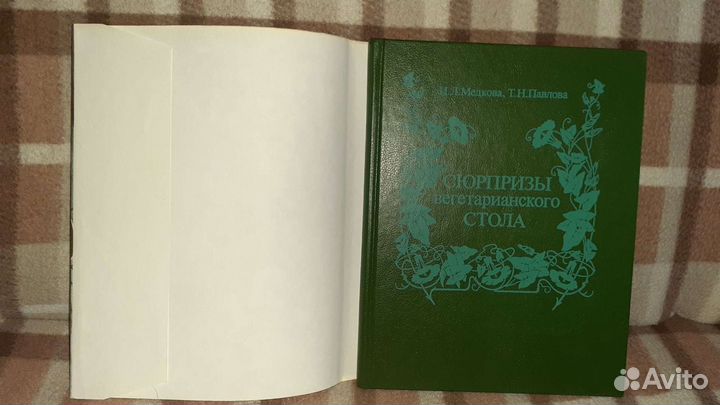 И.Л.Медкова, Т.Н.Павлова
СЮРПРИЗЫ
вегетарианского
СТОЛА
Avito